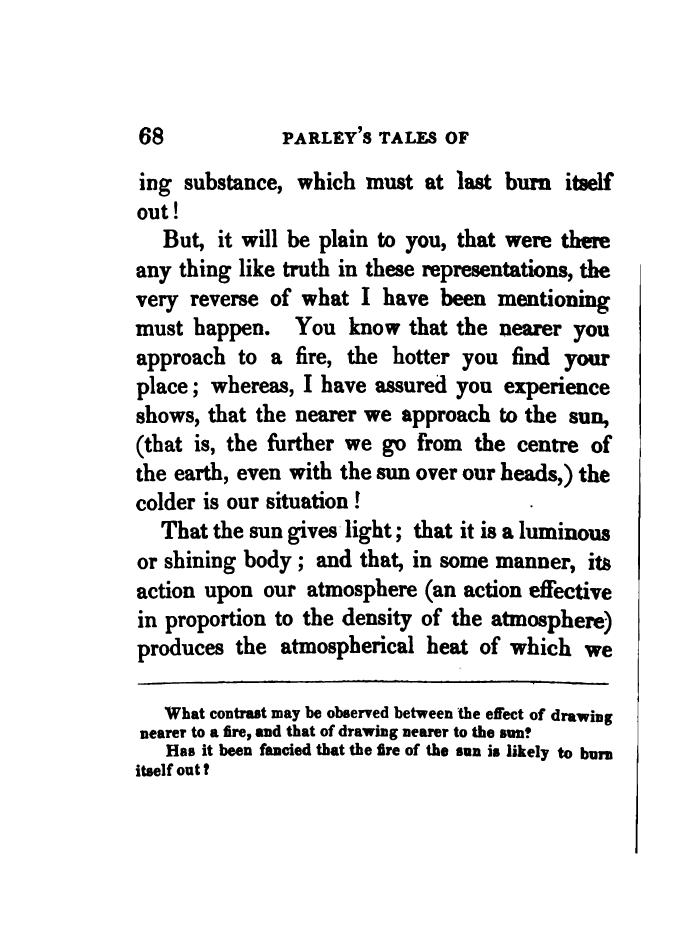 68 PARLEY'S TALES OF
ing substance, which must at last burn itself
out!
But, it will be plain to you, that were there
any thing like truth in these representations, the
very reverse of what I have been mentioning
must happen. You know that the nearer you
approach to a fire, the hotter you find your
place; whereas, I have assured you experience
shows, that the nearer we approach to the sun,
(that is, the further we go from the centre of
the earth, even with the sun over our heads,) the
colder is our situation!
That the sun gives light; that it is a luminous
or shining body; and that, in some manner, its
action upon our atmosphere (an action effective
in proportion to the density of the atmosphere)
produces the atmospherical heat of which we
What contrast may be observed between the effect of drawing
nearer to a fire, and that of drawing nearer to the sun?
Has it been fancied that the fire of the sun is likely to burn
itself out?